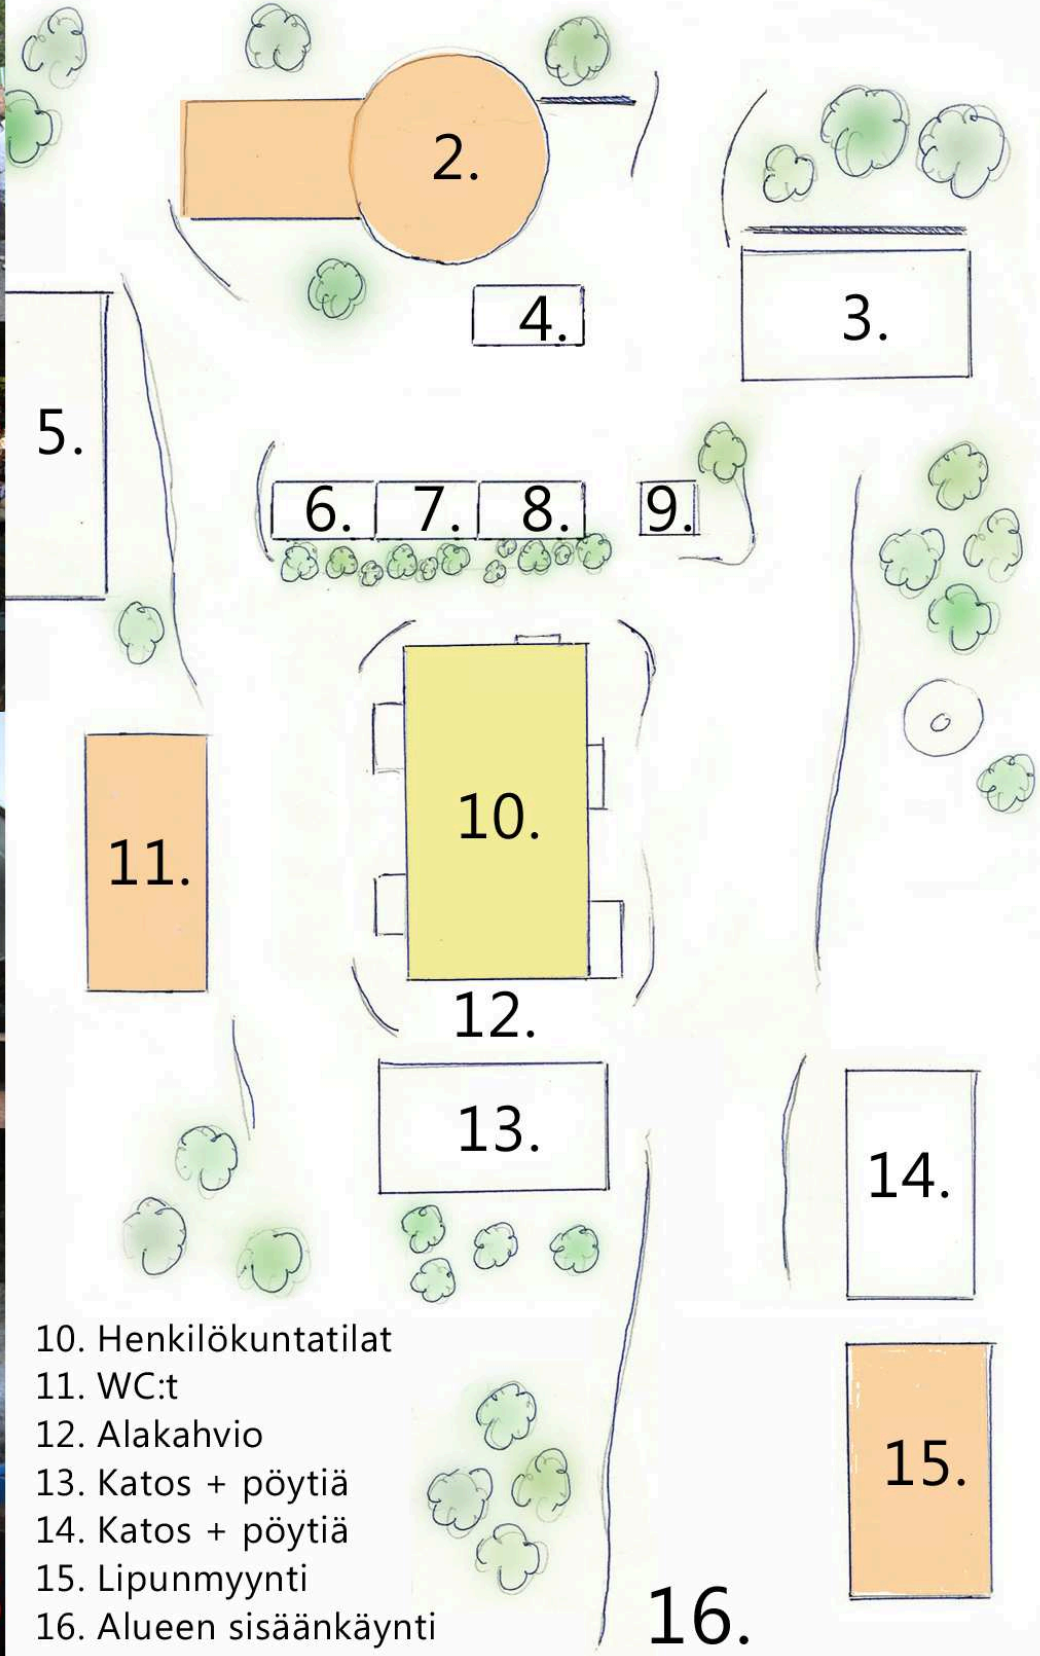 2.
3.
4.
5.
6. 7. 8. 9.
10.
11.
12.
13.
14.
15.
16.
10. Henkilökuntatilat
11. WC:t
12. Alakahvio
13. Katos + pöytiä
14. Katos + pöytiä
15. Lipunmyynti
16. Alueen sisäänkäynti